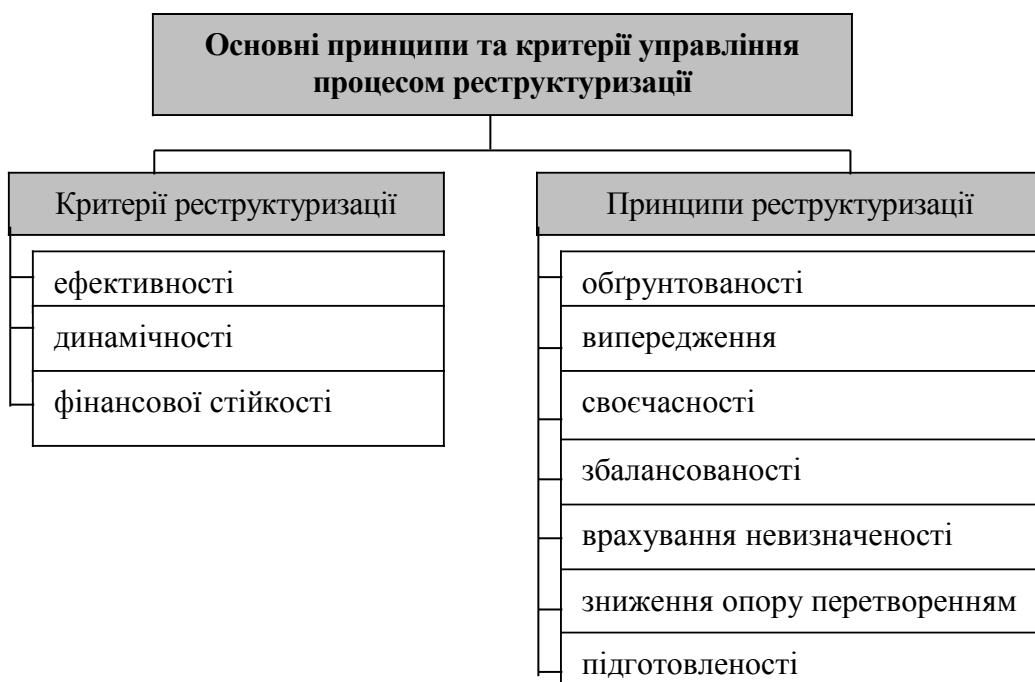 Основні принципи та критерії управління
процесом реструктуризації
Критерії реструктуризації
ефективності
динамічності
фінансової стійкості
Принципи реструктуризації
обґрунтованості
випередження
своєчасності
збалансованості
врахування невизначеності
зниження опору перетворенням
підготовленості